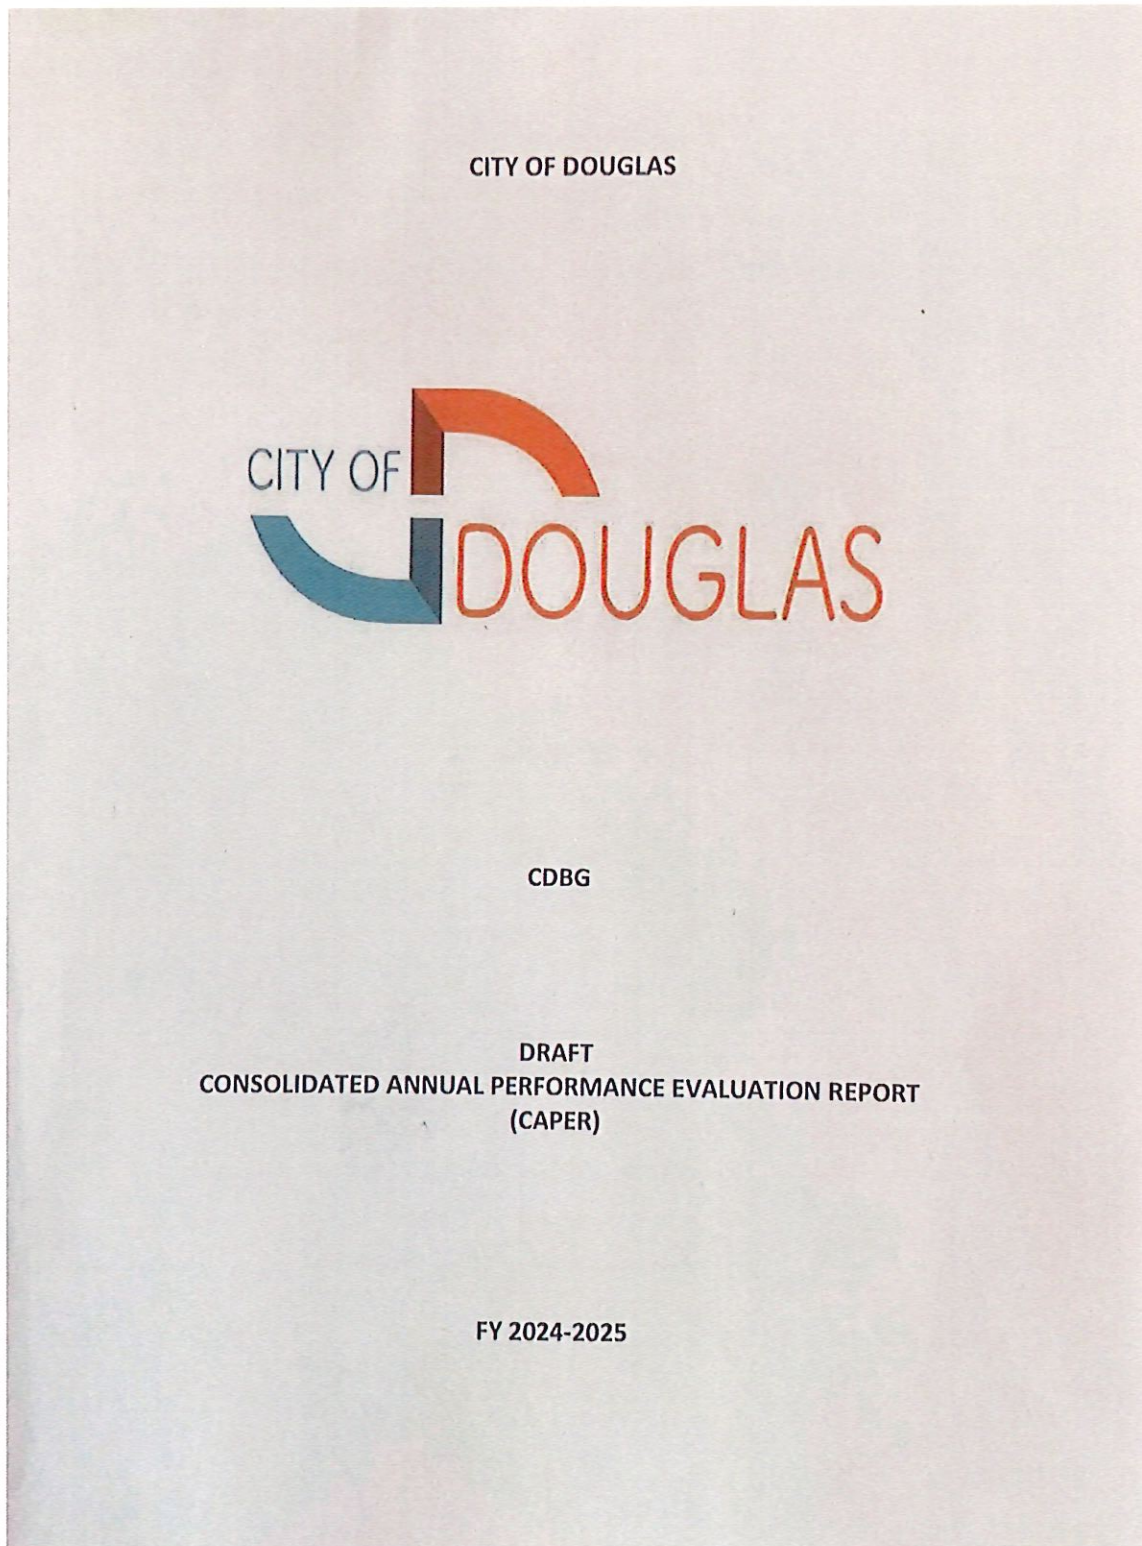 CITY OF DOUGLAS
CITY OF
DOUGLAS
CDBG
DRAFT
CONSOLIDATED ANNUAL PERFORMANCE EVALUATION REPORT
(CAPER)
FY 2024-2025